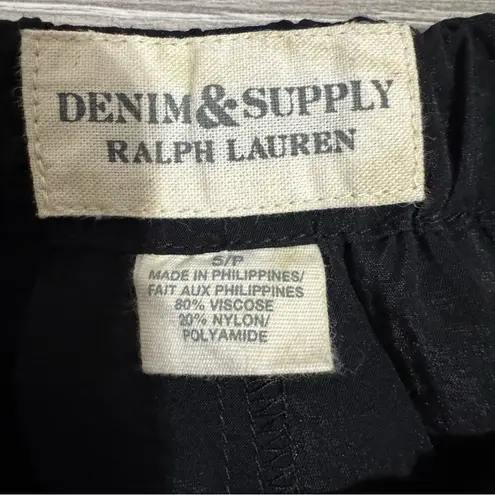 DENIM&SUPPLY
RALPH LAUREN
S/P
MADE IN PHILIPPINES/
FAIT AUX PHILIPPINES
80% VISCOSE
20% NYLON/
POLYAMIDE